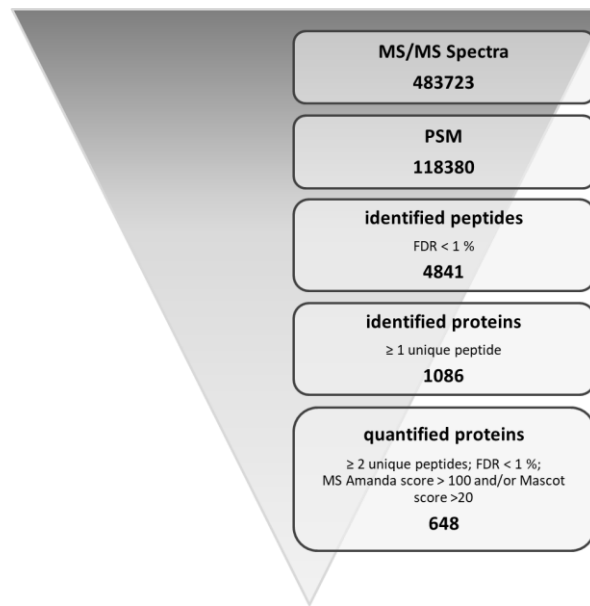 MS/MS Spectra
483723
PSM
118380
identified peptides
FDR < 1 %
4841
identified proteins
≥ 1 unique peptide
1086
quantified proteins
≥ 2 unique peptides; FDR < 1 %;
MS Amanda score > 100 and/or Mascot
score >20
648